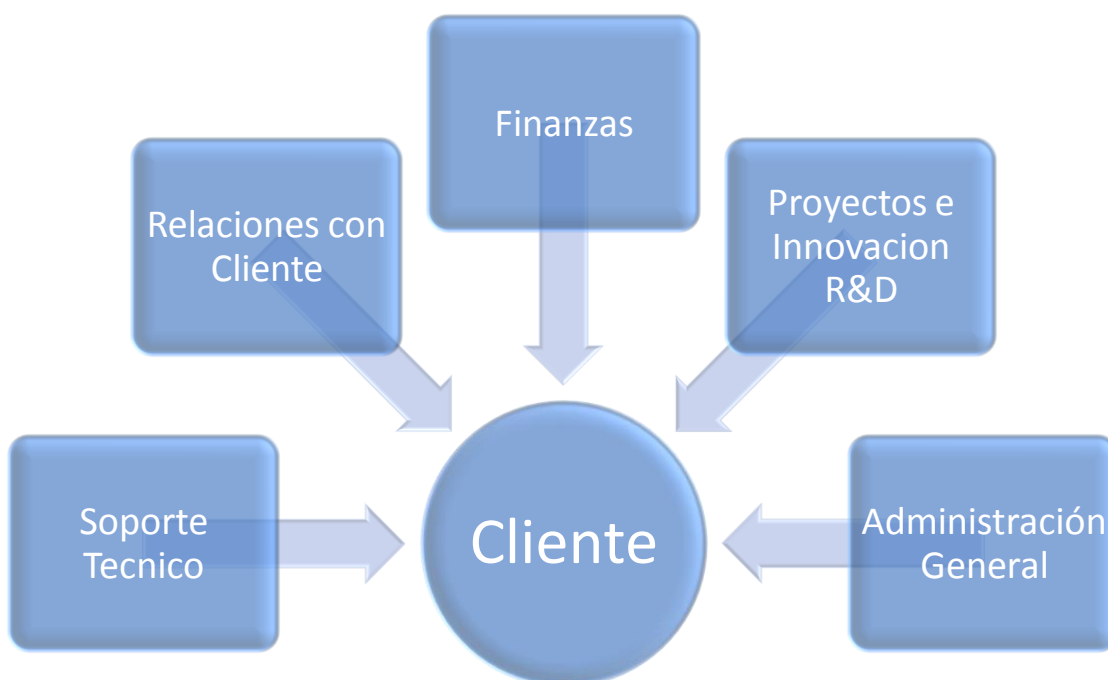 Finanzas
Relaciones con
Cliente
Proyectos e
Innovacion
R&D
Soporte
Tecnico
Cliente
Administración
General